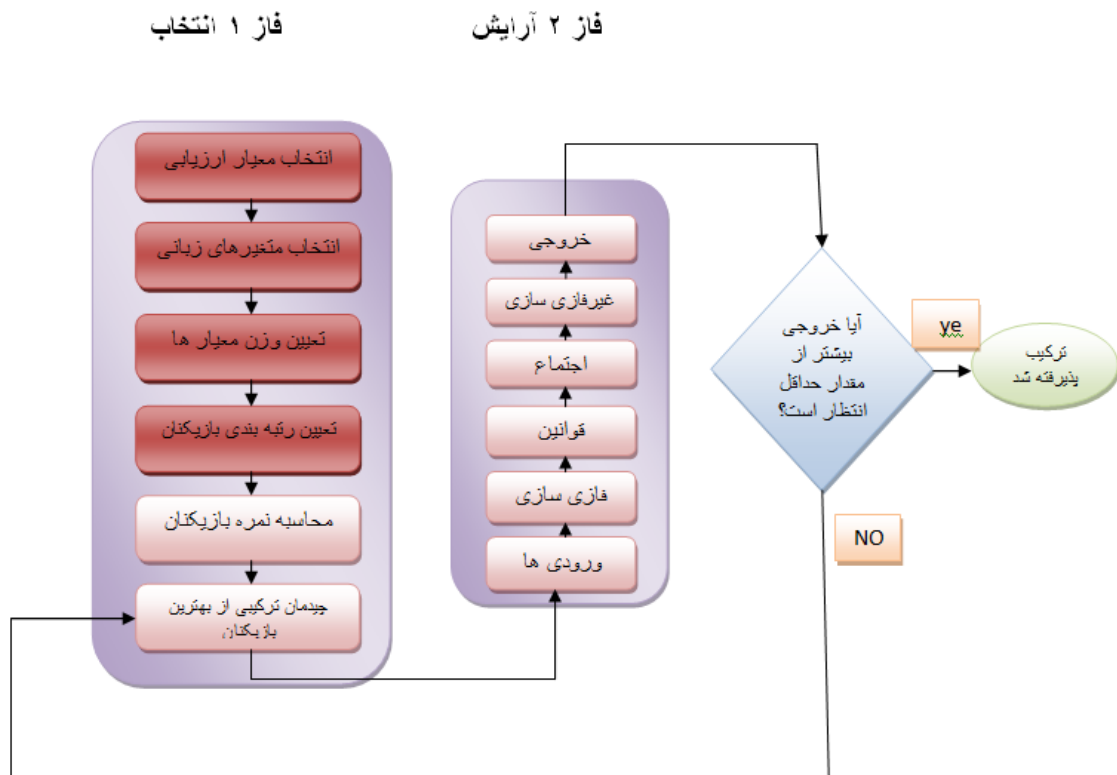 فاز ۱ انتخاب
فاز ۲ آرایش
انتخاب معیار ارزیابی
انتخاب متغیرهای زبانی
تعیین وزن معیار ها
تعیین رتبه بندی بازیکنان
محاسبه نمره بازیکنان
چیدمان ترکیبی از بهترین
بازیکنان
خروجی
غیرفازی سازی
اجتماع
قوانین
فازی سازی
ورودی ها
آیا خروجی
بیشتر از
مقدار حداقل
انتظار است؟
ye
ترکیب
پذیرفته شد
NO